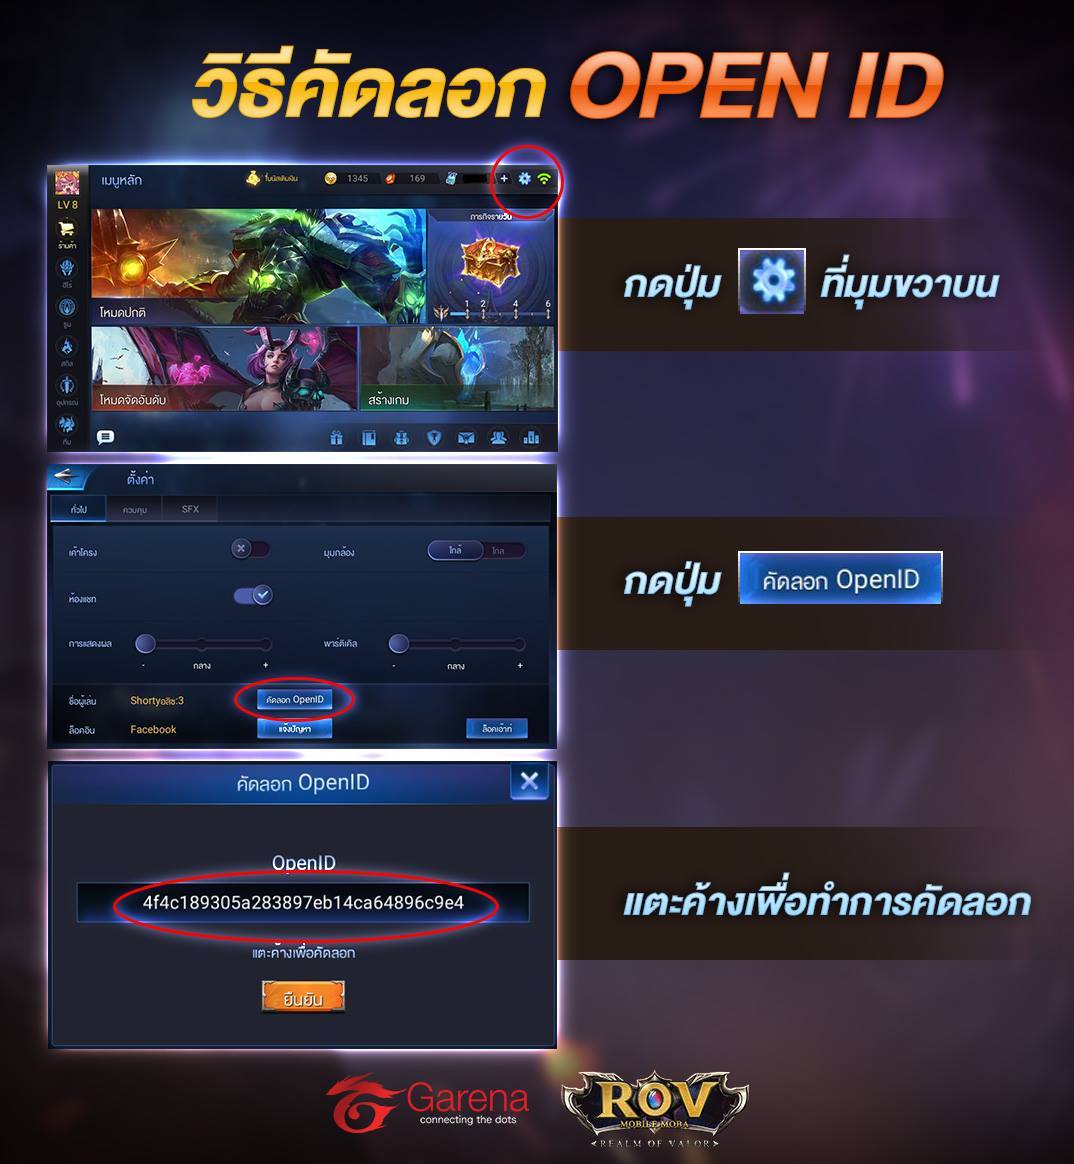 วิธีคัดลอก OPEN ID
เมนูหลัก
โบนัสเติมเงิน
1345
169
LV 8
ร้านค้า
ฮีโร่
รูน
สกิล
อุปกรณ์
ทีม
ภารกิจรายวัน
1 2 4 6
โหมดปกติ
โหมดจัดอันดับ
สร้างเกม
กดปุ่ม ที่มุมขวาบน
ตั้งค่า
ทั่วไป ควบคุม SFX
เค้าโครง
มุมกล้อง ใกล้ ไกล
ห้องแชท
การแสดงผล - กลาง +
พาร์ติเคิล - กลาง +
ชื่อผู้เล่น Shortyอลิซ:3 คัดลอก OpenID
ล็อคอิน Facebook แจ้งปัญหา ล็อคเอ้าท์
กดปุ่ม คัดลอก OpenID
คัดลอก OpenID
OpenID
4f4c189305a283897eb14ca64896c9e4
แตะค้างเพื่อคัดลอก
ยืนยัน
แตะค้างเพื่อทำการคัดลอก
Garena
connecting the dots
ROV
MOBILE MOBA
REALM OF VALOR